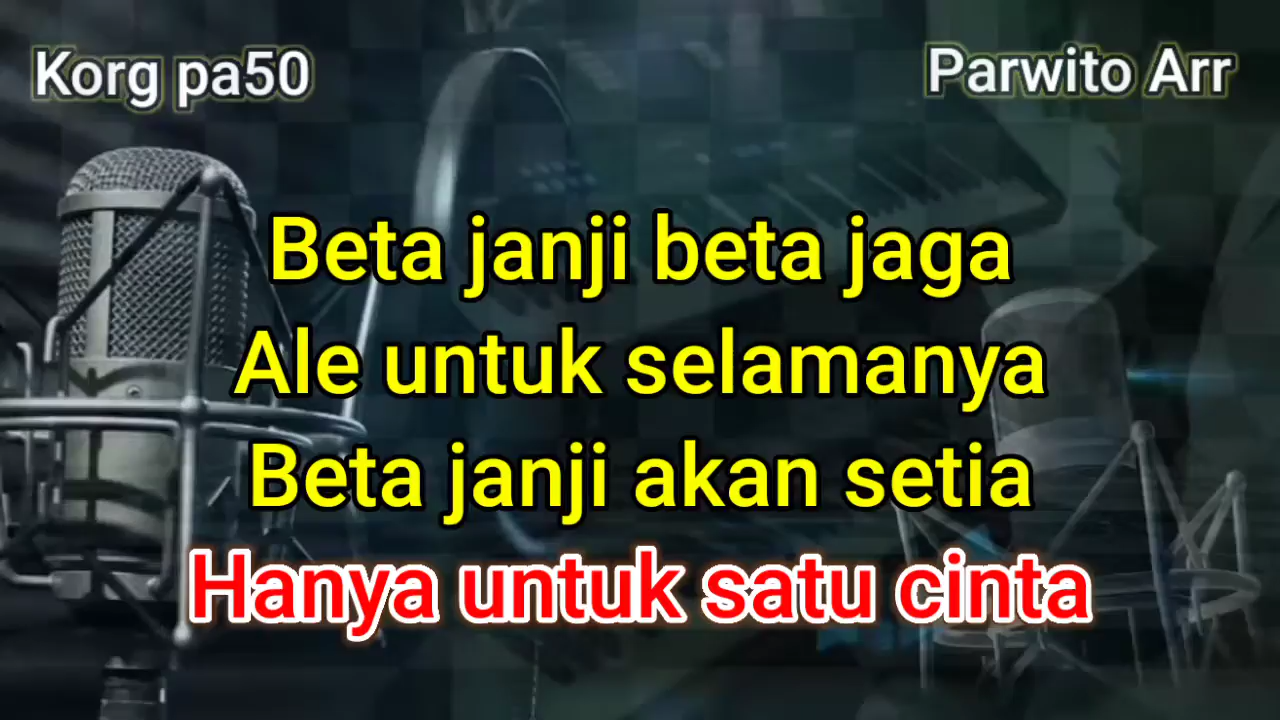 Korg pa50
Parwito Arr
Beta janji beta jaga
Ale untuk selamanya
Beta janji akan setia
Hanya untuk satu cinta